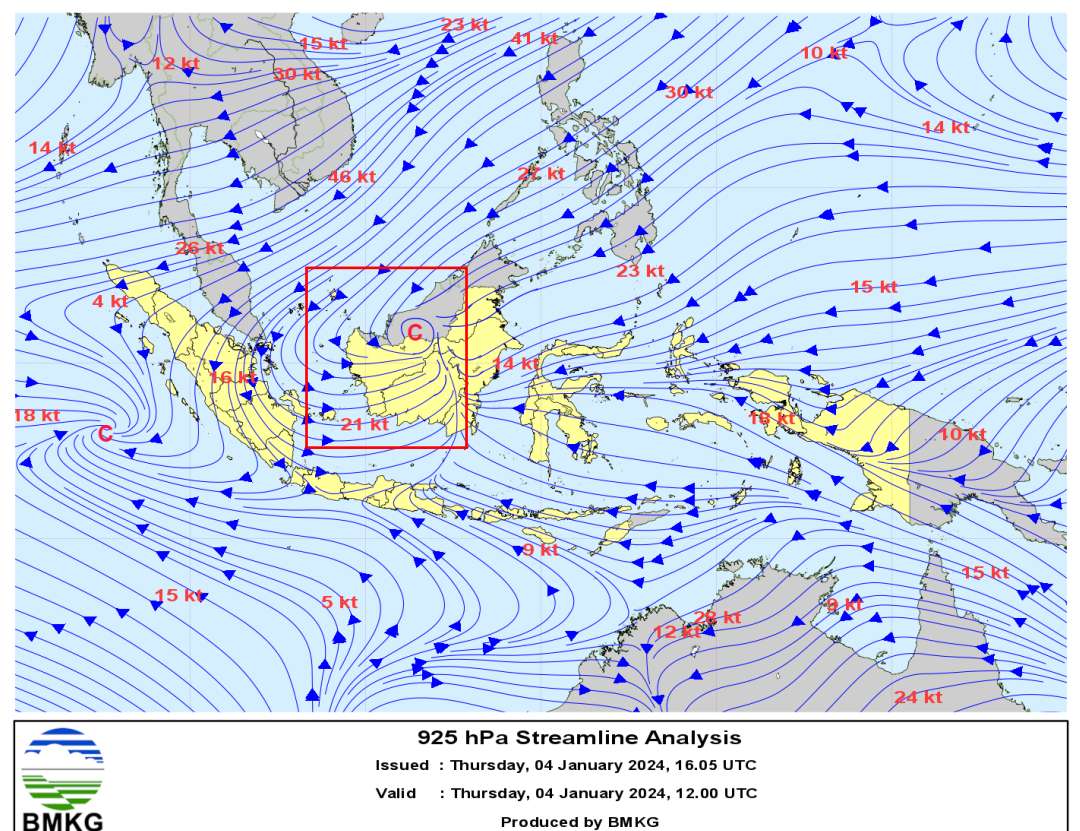 23 kt
41 kt
15 kt
10 kt
12 kt
30 kt
30 kt
14 kt
14 kt
46 kt
27 kt
26 kt
23 kt
15 kt
4 kt
C
14 kt
16 kt
18 kt
C
21 kt
18 kt
10 kt
9 kt
15 kt
15 kt
5 kt
9 kt
28 kt
12 kt
24 kt
925 hPa Streamline Analysis
Issued : Thursday, 04 January 2024, 16.05 UTC
Valid : Thursday, 04 January 2024, 12.00 UTC
Produced by BMKG
BMKG